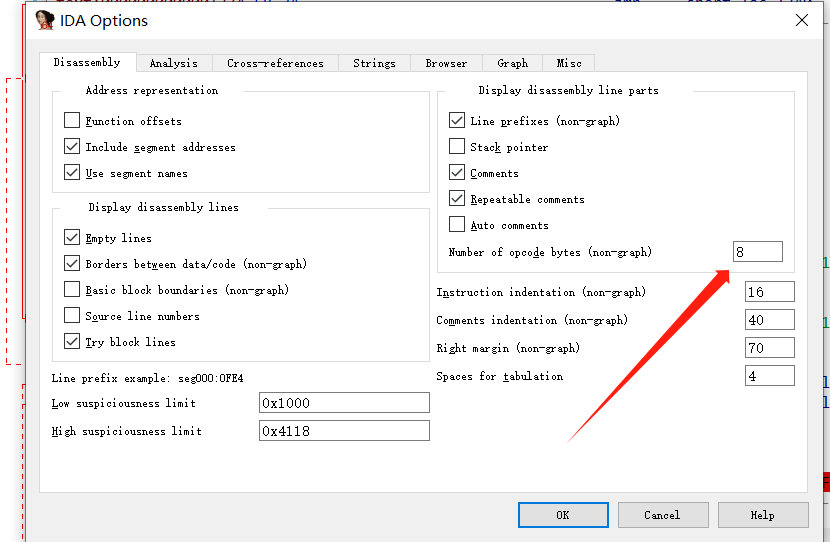 IDA Options
Disassembly Analysis Cross-references Strings Browser Graph Misc
Address representation
Function offsets
Include segment addresses
Use segment names
Display disassembly lines
Empty lines
Borders between data/code (non-graph)
Basic block boundaries (non-graph)
Source line numbers
Try block lines
Line prefix example: seg000:0FE4
Low suspiciousness limit 0x1000
High suspiciousness limit 0x4118
Display disassembly line parts
Line prefixes (non-graph)
Stack pointer
Comments
Repeatable comments
Auto comments
Number of opcode bytes (non-graph) 8
Instruction indentation (non-graph) 16
Comments indentation (non-graph) 40
Right margin (non-graph) 70
Spaces for tabulation 4
OK Cancel Help